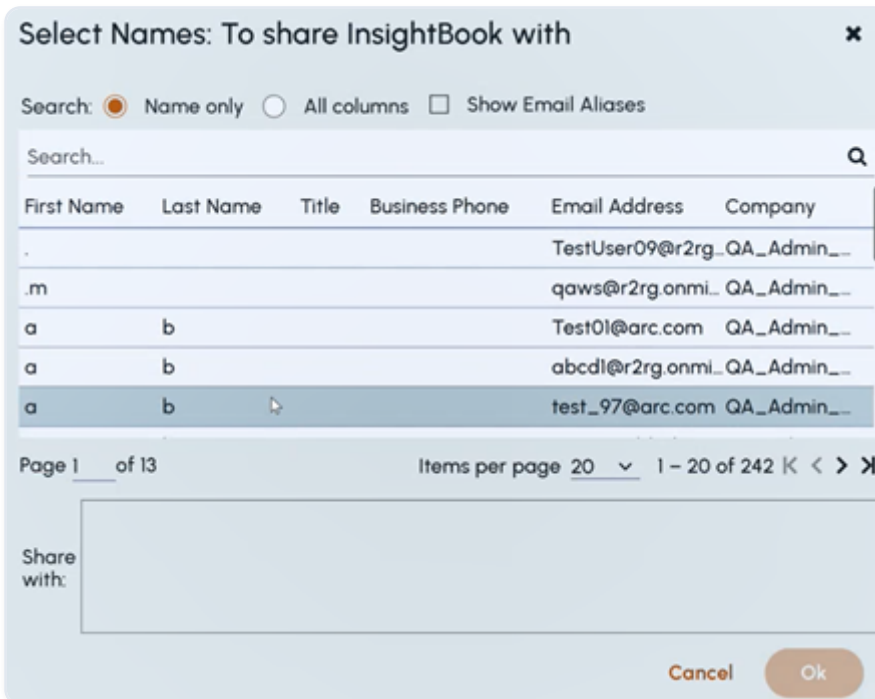 Select Names: To share InsightBook with
Search: Name only All columns Show Email Aliases
Search...
First Name Last Name Title Business Phone Email Address Company
. TestUser09@r2rg... QA_Admin_...
.m qaws@r2rg.onmi... QA_Admin_...
a b Test01@arc.com QA_Admin_...
a b abcd1@r2rg.onmi... QA_Admin_...
a b test_97@arc.com QA_Admin_...
Page 1 of 13 Items per page 20 1 – 20 of 242
Share
with:
Cancel Ok